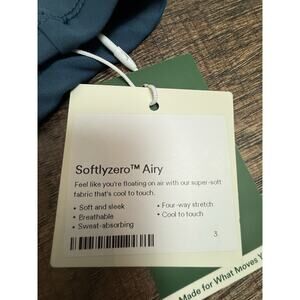 Softlyzero™ Airy
Feel like you're floating on air with our super-soft
fabric that's cool to touch.
• Soft and sleek
• Breathable
• Sweat-absorbing
• Four-way stretch
• Cool to touch
3
Made for What Moves Y